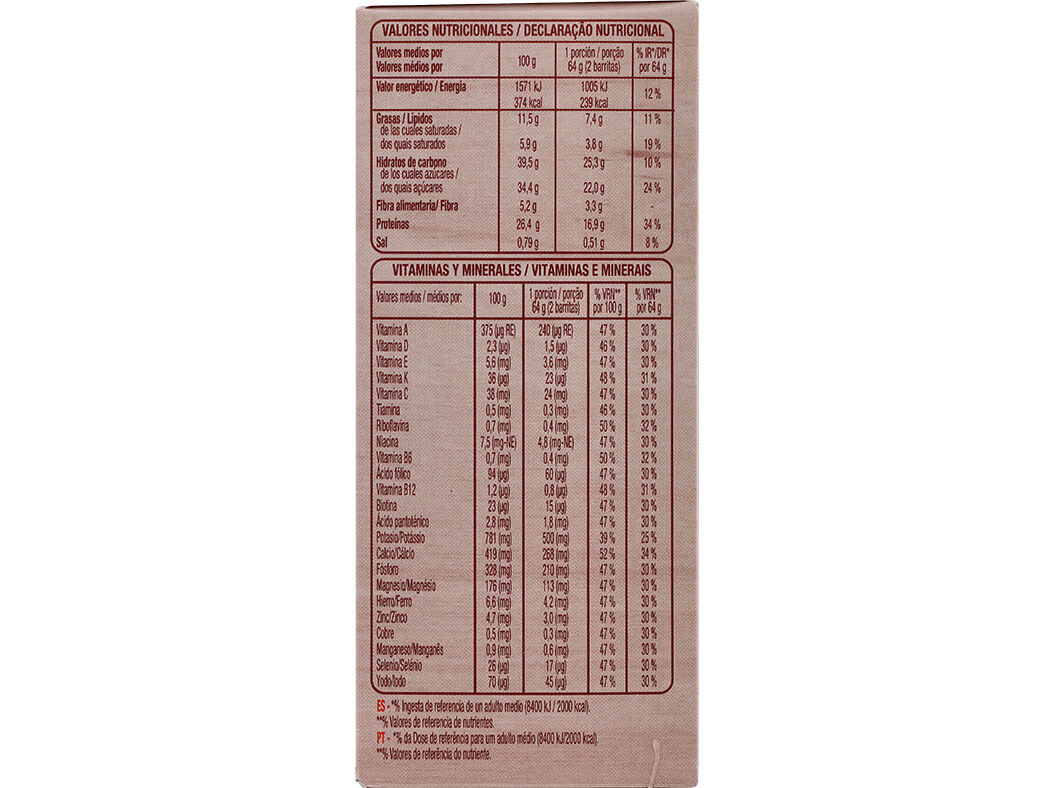 VALORES NUTRICIONALES / DECLARAÇÃO NUTRICIONAL
Valores medios por
Valores médios por
100 g
1 porción / porção
64 g (2 barritas)
% IR*/DR*
por 64 g
Valor energético / Energia 1571 kJ 1005 kJ
374 kcal 239 kcal 12 %
Grasas / Lípidos 11,5 g 7,4 g 11 %
de las cuales saturadas /
dos quais saturados 5,9 g 3,8 g 19 %
Hidratos de carbono 39,5 g 25,3 g 10 %
de los cuales azúcares /
dos quais açúcares 34,4 g 22,0 g 24 %
Fibra alimentaria/ Fibra 5,2 g 3,3 g -
Proteínas 26,4 g 16,9 g 34 %
Sal 0,79 g 0,51 g 8 %
VITAMINAS Y MINERALES / VITAMINAS E MINERAIS
Valores medios / médios por:
100 g
1 porción / porção
64 g (2 barritas)
% VRN**
por 100 g
% VRN**
por 64 g
Vitamina A 375 (µg RE) 240 (µg RE) 47 % 30 %
Vitamina D 2,3 (µg) 1,5 (µg) 46 % 30 %
Vitamina E 5,6 (mg) 3,6 (mg) 47 % 30 %
Vitamina K 36 (µg) 23 (µg) 48 % 31 %
Vitamina C 38 (mg) 24 (mg) 47 % 30 %
Tiamina 0,5 (mg) 0,3 (mg) 46 % 30 %
Riboflavina 0,7 (mg) 0,4 (mg) 50 % 32 %
Niacina 7,5 (mg-NE) 4,8 (mg-NE) 47 % 30 %
Vitamina B6 0,7 (mg) 0,4 (mg) 50 % 32 %
Ácido fólico 94 (µg) 60 (µg) 47 % 30 %
Vitamina B12 1,2 (µg) 0,8 (µg) 48 % 31 %
Biotina 23 (µg) 15 (µg) 47 % 30 %
Ácido pantoténico 2,8 (mg) 1,8 (mg) 47 % 30 %
Potasio/Potássio 781 (mg) 500 (mg) 39 % 25 %
Calcio/Cálcio 419 (mg) 268 (mg) 52 % 34 %
Fósforo 328 (mg) 210 (mg) 47 % 30 %
Magnesio/Magnésio 176 (mg) 113 (mg) 47 % 30 %
Hierro/Ferro 6,6 (mg) 4,2 (mg) 47 % 30 %
Zinc/Zinco 4,7 (mg) 3,0 (mg) 47 % 30 %
Cobre 0,5 (mg) 0,3 (mg) 47 % 30 %
Manganeso/Manganês 0,9 (mg) 0,6 (mg) 47 % 30 %
Selenio/Selénio 26 (µg) 17 (µg) 47 % 30 %
Yodo/Iodo 70 (µg) 45 (µg) 47 % 30 %
ES - *% Ingesta de referencia de un adulto medio (8400 kJ / 2000 kcal).
**% Valores de referencia de nutrientes.
PT - *% da Dose de referência para um adulto médio (8400 kJ/2000 kcal).
**% Valores de referência do nutriente.